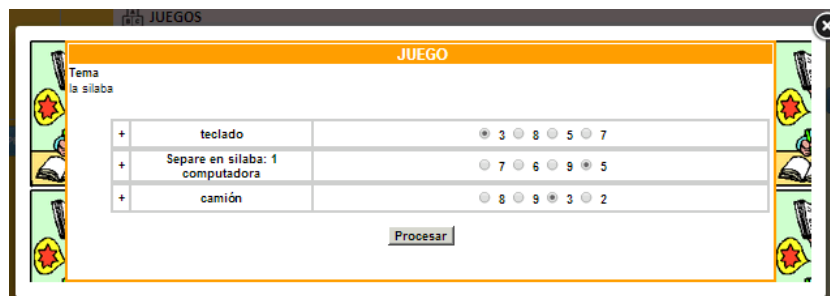 JUEGOS
JUEGO
Tema
la silaba
+ teclado 3 8 5 7
+ Separe en silaba: 1
computadora 7 6 9 5
+ camión 8 9 3 2
Procesar